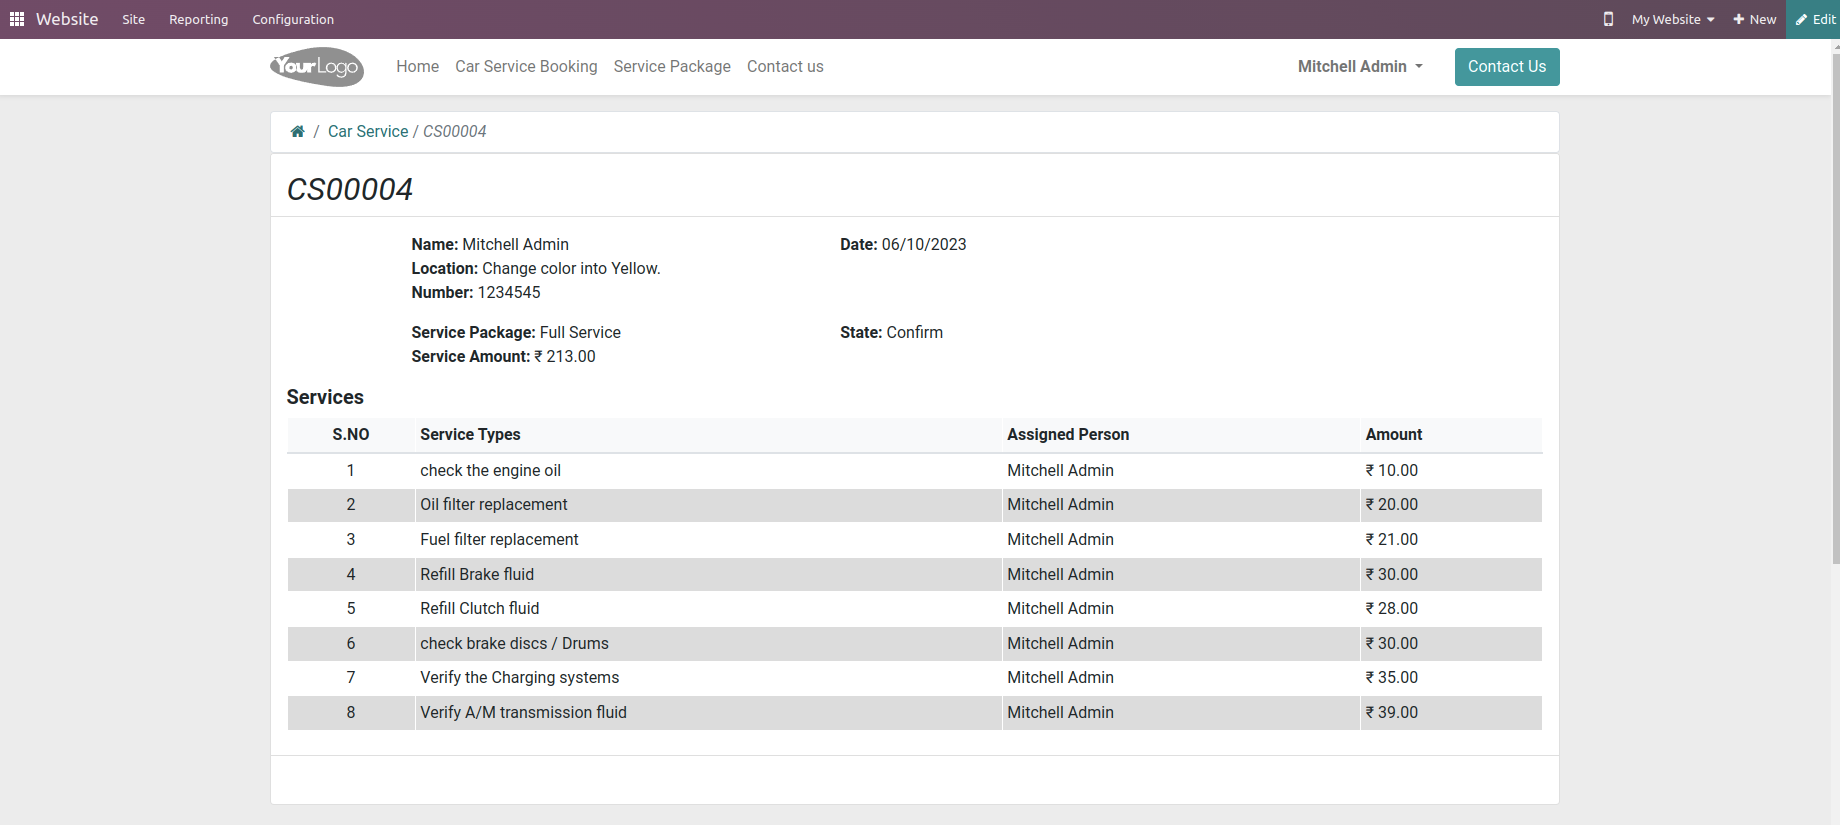 Website Site Reporting Configuration My Website New Edit
YourLogo Home Car Service Booking Service Package Contact us Mitchell Admin Contact Us
/ Car Service / CS00004
CS00004
Name: Mitchell Admin Date: 06/10/2023
Location: Change color into Yellow.
Number: 1234545
Service Package: Full Service State: Confirm
Service Amount: ₹ 213.00
Services
S.NO Service Types Assigned Person Amount
1 check the engine oil Mitchell Admin ₹ 10.00
2 Oil filter replacement Mitchell Admin ₹ 20.00
3 Fuel filter replacement Mitchell Admin ₹ 21.00
4 Refill Brake fluid Mitchell Admin ₹ 30.00
5 Refill Clutch fluid Mitchell Admin ₹ 28.00
6 check brake discs / Drums Mitchell Admin ₹ 30.00
7 Verify the Charging systems Mitchell Admin ₹ 35.00
8 Verify A/M transmission fluid Mitchell Admin ₹ 39.00